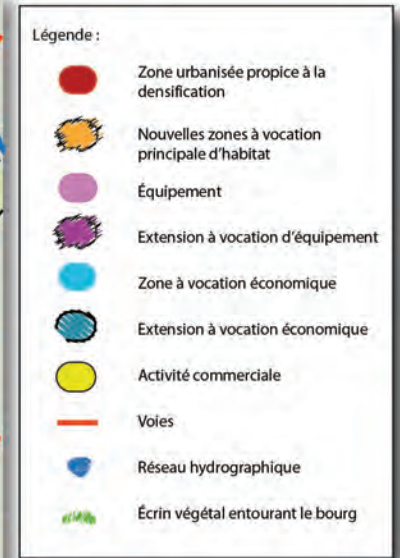 Légende :
Zone urbanisée propice à la
densification
Nouvelles zones à vocation
principale d'habitat
Équipement
Extension à vocation d'équipement
Zone à vocation économique
Extension à vocation économique
Activité commerciale
Voies
Réseau hydrographique
Écrin végétal entourant le bourg